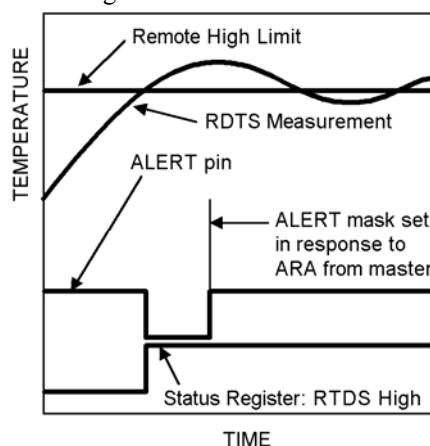 Remote High Limit
RDTS Measurement
ALERT pin
ALERT mask set
in response to
ARA from master
Status Register: RTDS High
TEMPERATURE
TIME